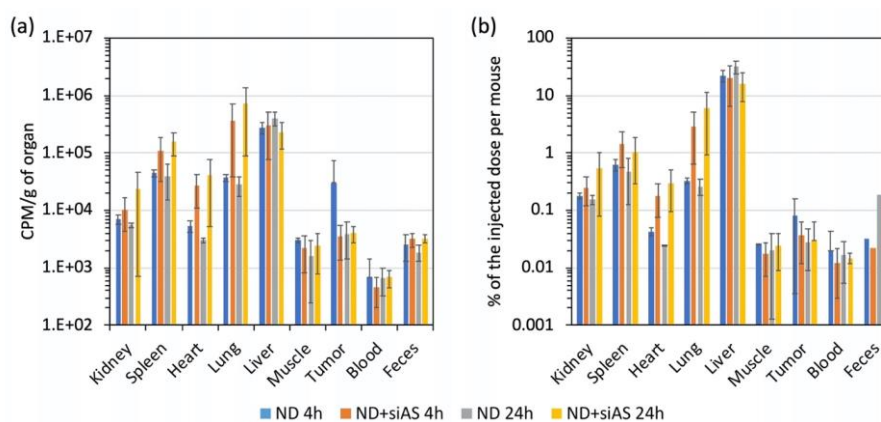 (a)
CPM/g of organ
1.E+07
1.E+06
1.E+05
1.E+04
1.E+03
1.E+02
Kidney
Spleen
Heart
Lung
Liver
Muscle
Tumor
Blood
Feces
(b)
% of the injected dose per mouse
100
10
1
0.1
0.01
0.001
Kidney
Spleen
Heart
Lung
Liver
Muscle
Tumor
Blood
Feces
ND 4h ND+siAS 4h ND 24h ND+siAS 24h